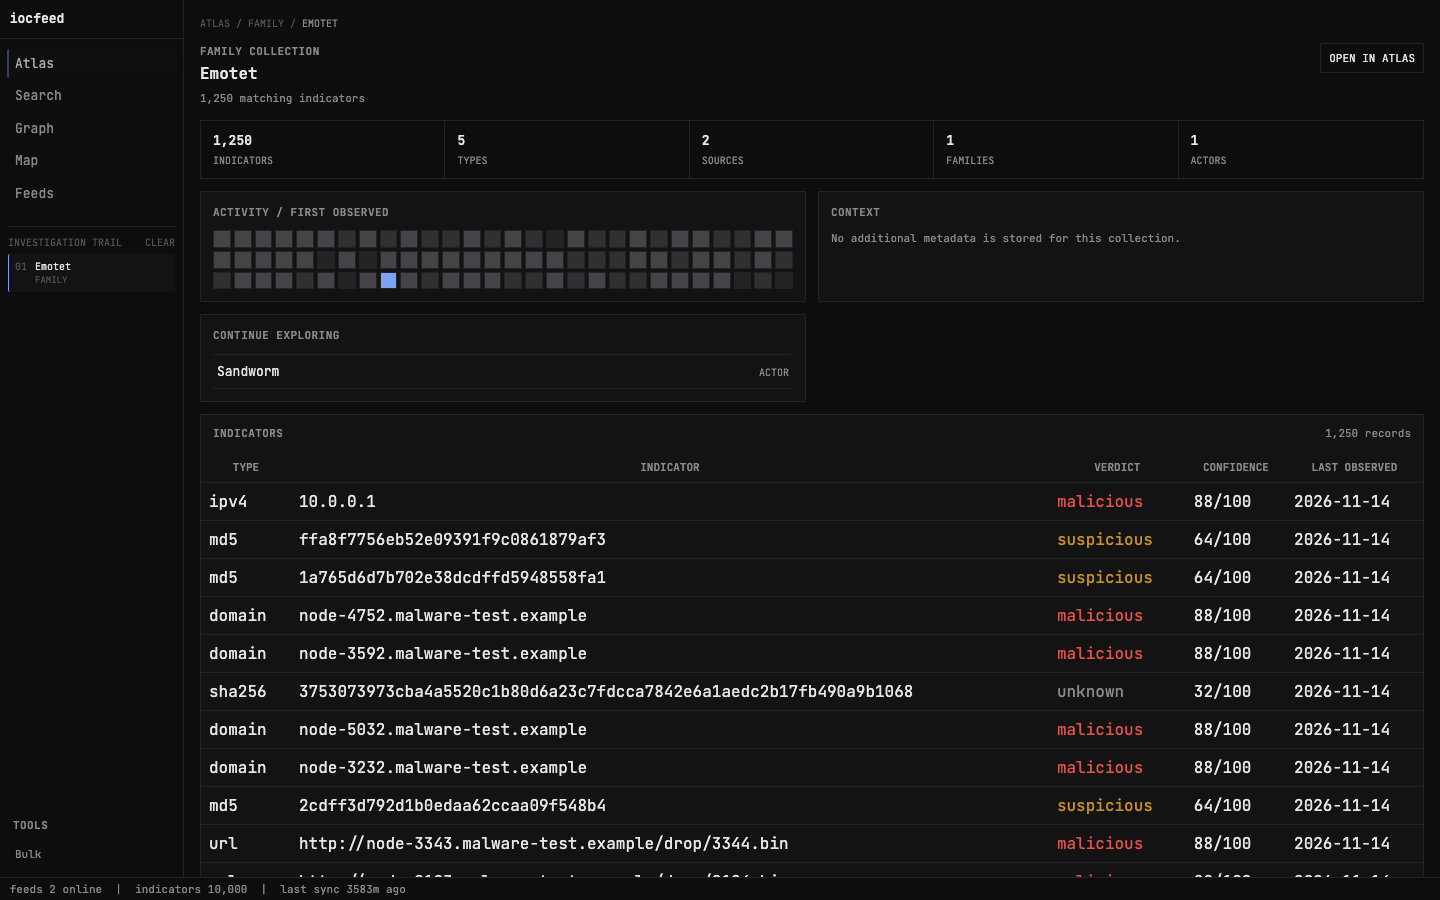 iocfeed
Atlas
Search
Graph
Map
Feeds
INVESTIGATION TRAIL CLEAR
01 Emotet
FAMILY
TOOLS
Bulk
ATLAS / FAMILY / EMOTET
FAMILY COLLECTION
Emotet
1,250 matching indicators
OPEN IN ATLAS
1,250 INDICATORS
5 TYPES
2 SOURCES
1 FAMILIES
1 ACTORS
ACTIVITY / FIRST OBSERVED
CONTEXT
No additional metadata is stored for this collection.
CONTINUE EXPLORING
Sandworm ACTOR
INDICATORS 1,250 records
TYPE INDICATOR VERDICT CONFIDENCE LAST OBSERVED
ipv4 10.0.0.1 malicious 88/100 2026-11-14
md5 ffa8f7756eb52e09391f9c0861879af3 suspicious 64/100 2026-11-14
md5 1a765d6d7b702e38dcdffd5948558fa1 suspicious 64/100 2026-11-14
domain node-4752.malware-test.example malicious 88/100 2026-11-14
domain node-3592.malware-test.example malicious 88/100 2026-11-14
sha256 3753073973cba4a5520c1b80d6a23c7fdcca7842e6a1aedc2b17fb490a9b1068 unknown 32/100 2026-11-14
domain node-5032.malware-test.example malicious 88/100 2026-11-14
domain node-3232.malware-test.example malicious 88/100 2026-11-14
md5 2cdff3d792d1b0edaa62ccaa09f548b4 suspicious 64/100 2026-11-14
url http://node-3343.malware-test.example/drop/3344.bin malicious 88/100 2026-11-14
feeds 2 online | indicators 10,000 | last sync 3583m ago